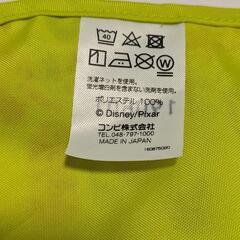 40
洗濯ネットを使用。
蛍光増白剤を含まない洗剤を使用。
ポリエステル 100%
© Disney/Pixar
コンビ株式会社
TEL.048-797-1000
MADE IN JAPAN